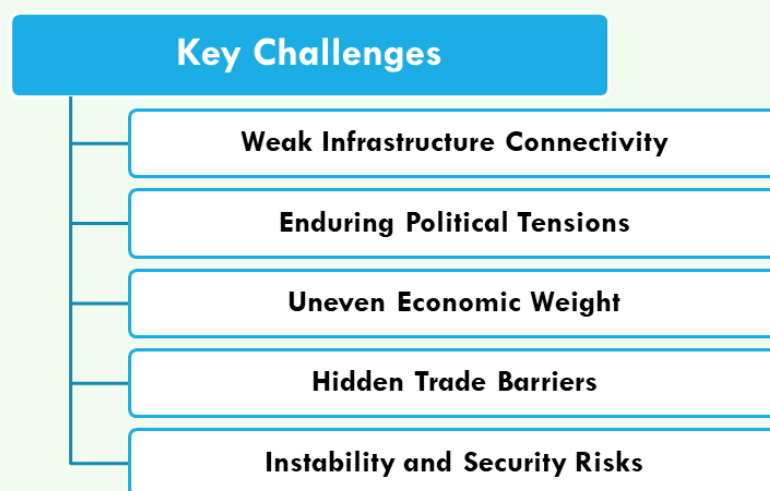 Key Challenges
Weak Infrastructure Connectivity
Enduring Political Tensions
Uneven Economic Weight
Hidden Trade Barriers
Instability and Security Risks